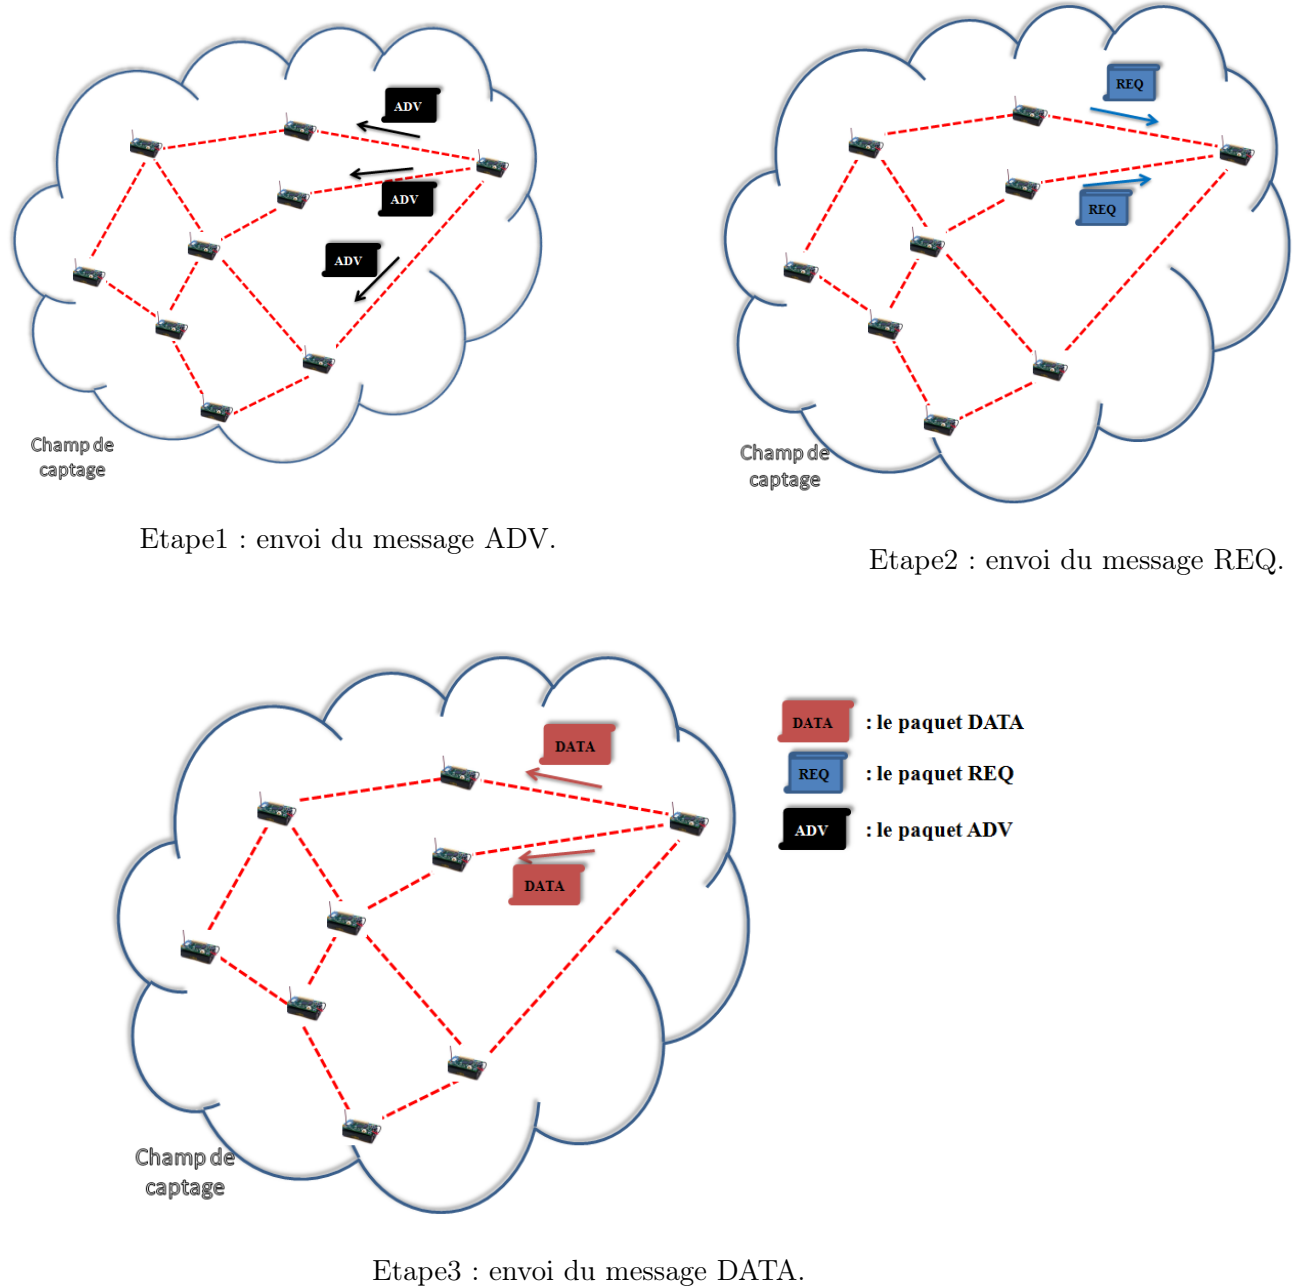 ADV
ADV
ADV
Champ de
captage
Etape1 : envoi du message ADV.
REQ
REQ
Champ de
captage
Etape2 : envoi du message REQ.
DATA
DATA
Champ de
captage
DATA : le paquet DATA
REQ : le paquet REQ
ADV : le paquet ADV
Etape3 : envoi du message DATA.